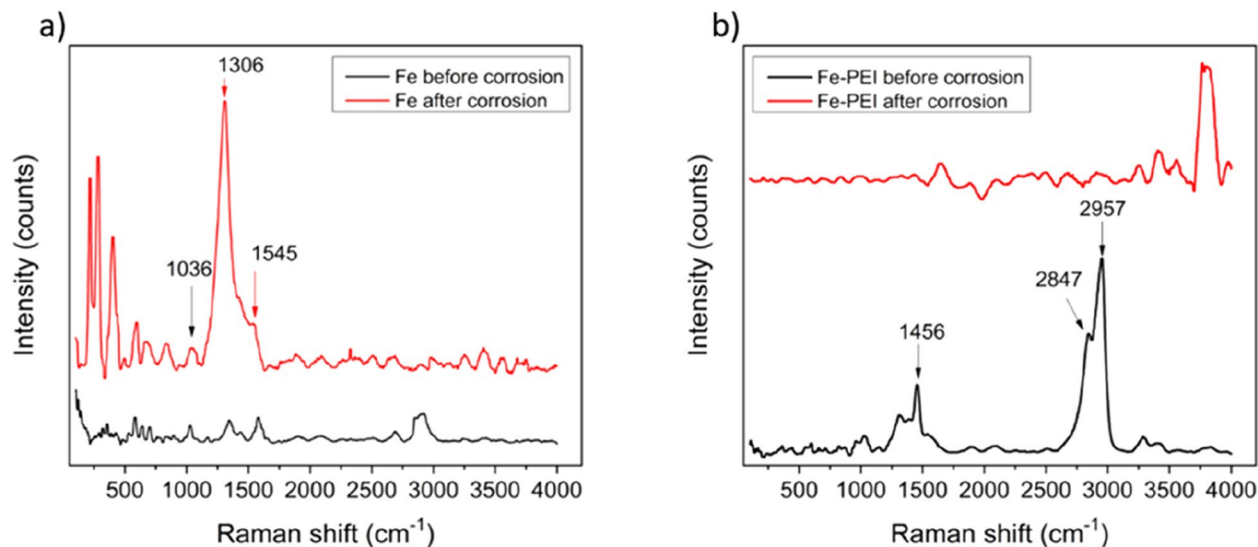 a)
1306
Fe before corrosion
Fe after corrosion
1036
1545
Intensity (counts)
500 1000 1500 2000 2500 3000 3500 4000
Raman shift (cm⁻¹)
b)
Fe-PEI before corrosion
Fe-PEI after corrosion
2957
2847
1456
Intensity (counts)
500 1000 1500 2000 2500 3000 3500 4000
Raman shift (cm⁻¹)